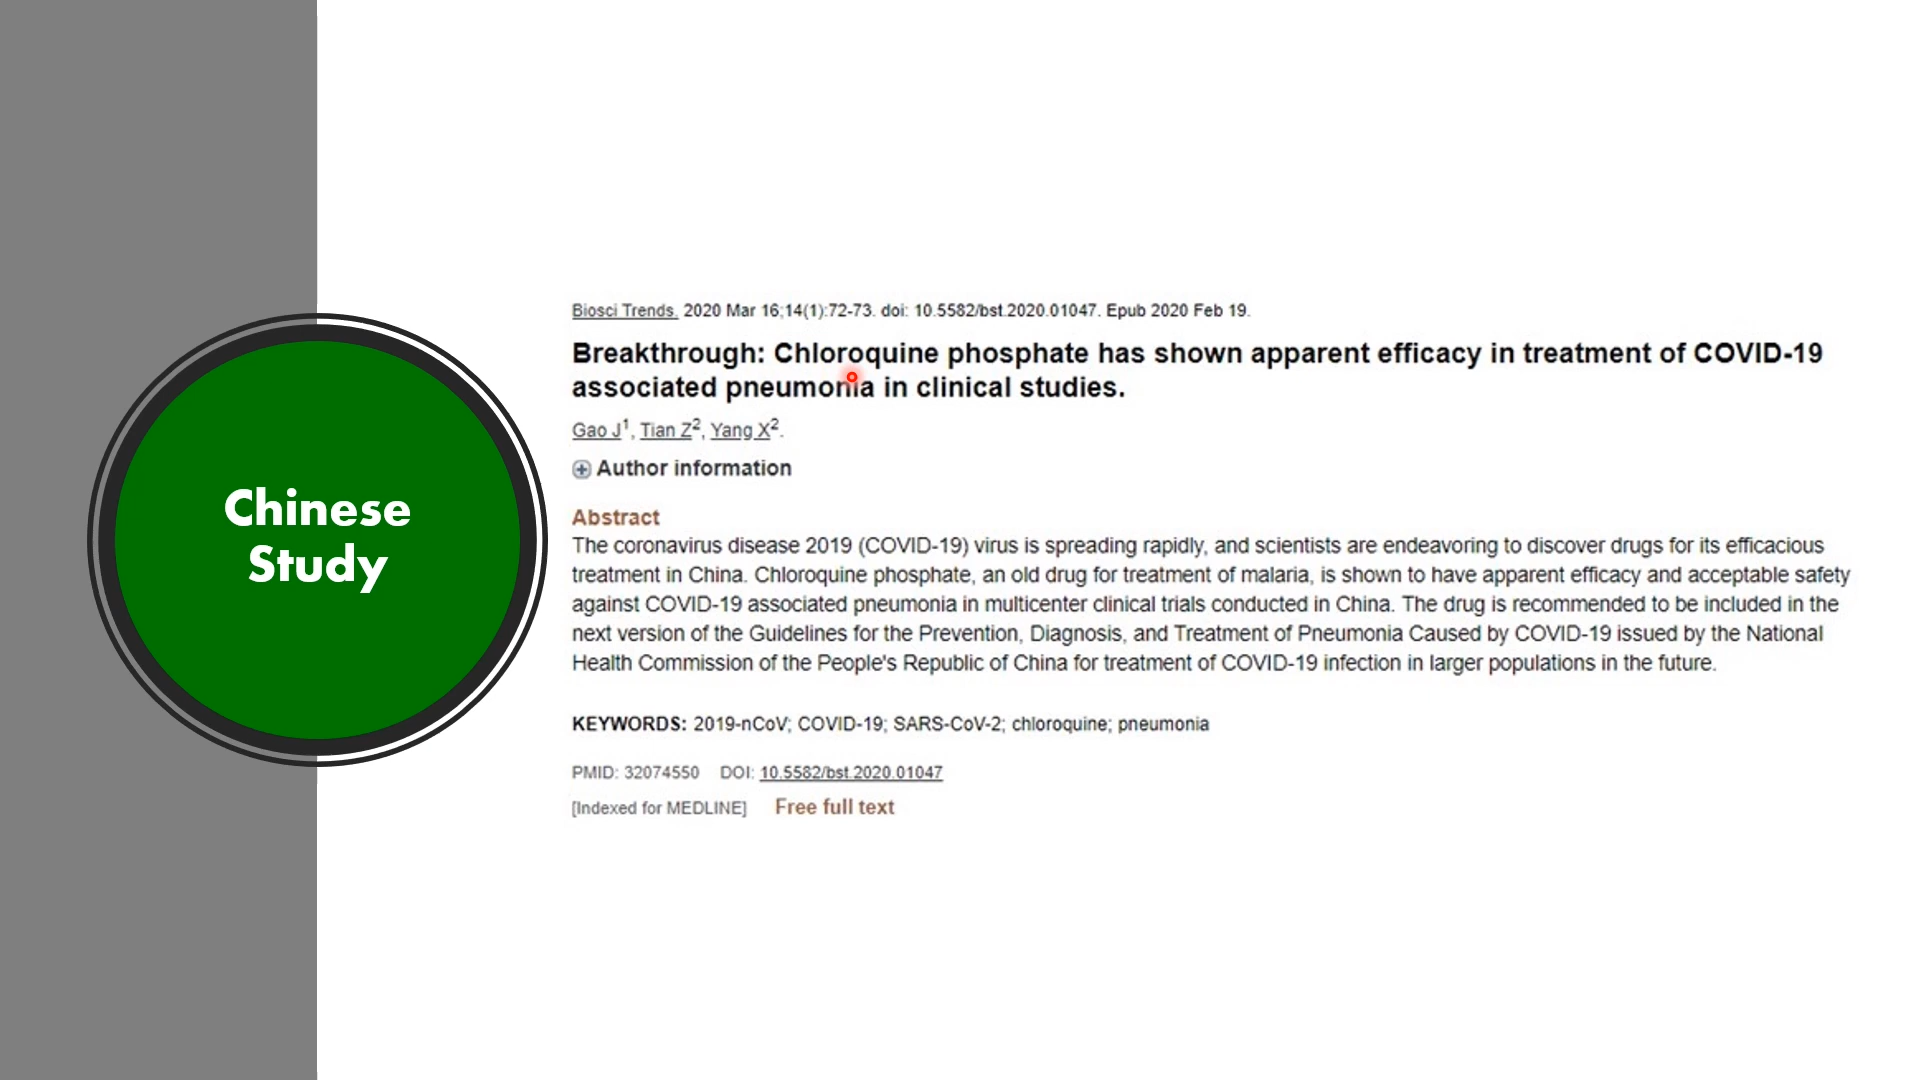 Chinese
Study
Biosci Trends. 2020 Mar 16;14(1):72-73. doi: 10.5582/bst.2020.01047. Epub 2020 Feb 19.
Breakthrough: Chloroquine phosphate has shown apparent efficacy in treatment of COVID-19
associated pneumonia in clinical studies.
Gao J1, Tian Z2, Yang X2.
Author information
Abstract
The coronavirus disease 2019 (COVID-19) virus is spreading rapidly, and scientists are endeavoring to discover drugs for its efficacious
treatment in China. Chloroquine phosphate, an old drug for treatment of malaria, is shown to have apparent efficacy and acceptable safety
against COVID-19 associated pneumonia in multicenter clinical trials conducted in China. The drug is recommended to be included in the
next version of the Guidelines for the Prevention, Diagnosis, and Treatment of Pneumonia Caused by COVID-19 issued by the National
Health Commission of the People's Republic of China for treatment of COVID-19 infection in larger populations in the future.
KEYWORDS: 2019-nCoV; COVID-19; SARS-CoV-2; chloroquine; pneumonia
PMID: 32074550 DOI: 10.5582/bst.2020.01047
[Indexed for MEDLINE] Free full text